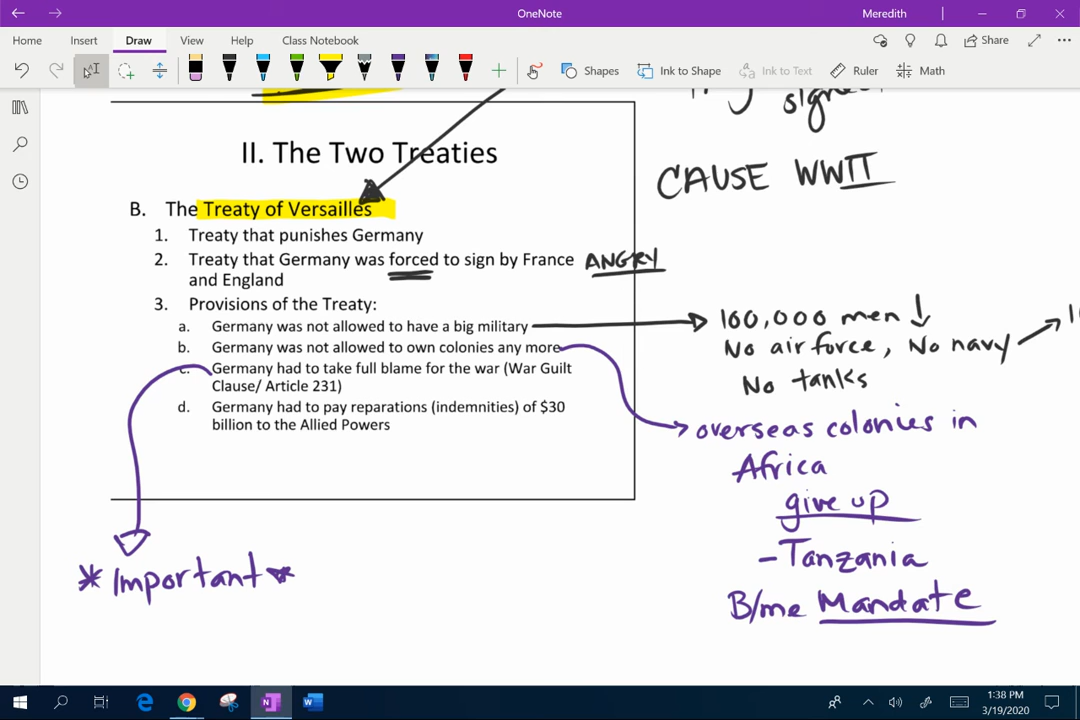 OneNote
Meredith
Home Insert Draw View Help Class Notebook
Share
Shapes Ink to Shape Ink to Text Ruler Math
signed
CAUSE WWII
II. The Two Treaties
B. The Treaty of Versailles
1. Treaty that punishes Germany
2. Treaty that Germany was forced to sign by France
and England
ANGRY
3. Provisions of the Treaty:
a. Germany was not allowed to have a big military
b. Germany was not allowed to own colonies any more
c. Germany had to take full blame for the war (War Guilt
Clause/ Article 231)
d. Germany had to pay reparations (indemnities) of $30
billion to the Allied Powers
100,000 men ↓
No air force, No navy
No tanks
overseas colonies in
Africa
give up
- Tanzania
B/me Mandate
* Important *
1:38 PM
3/19/2020